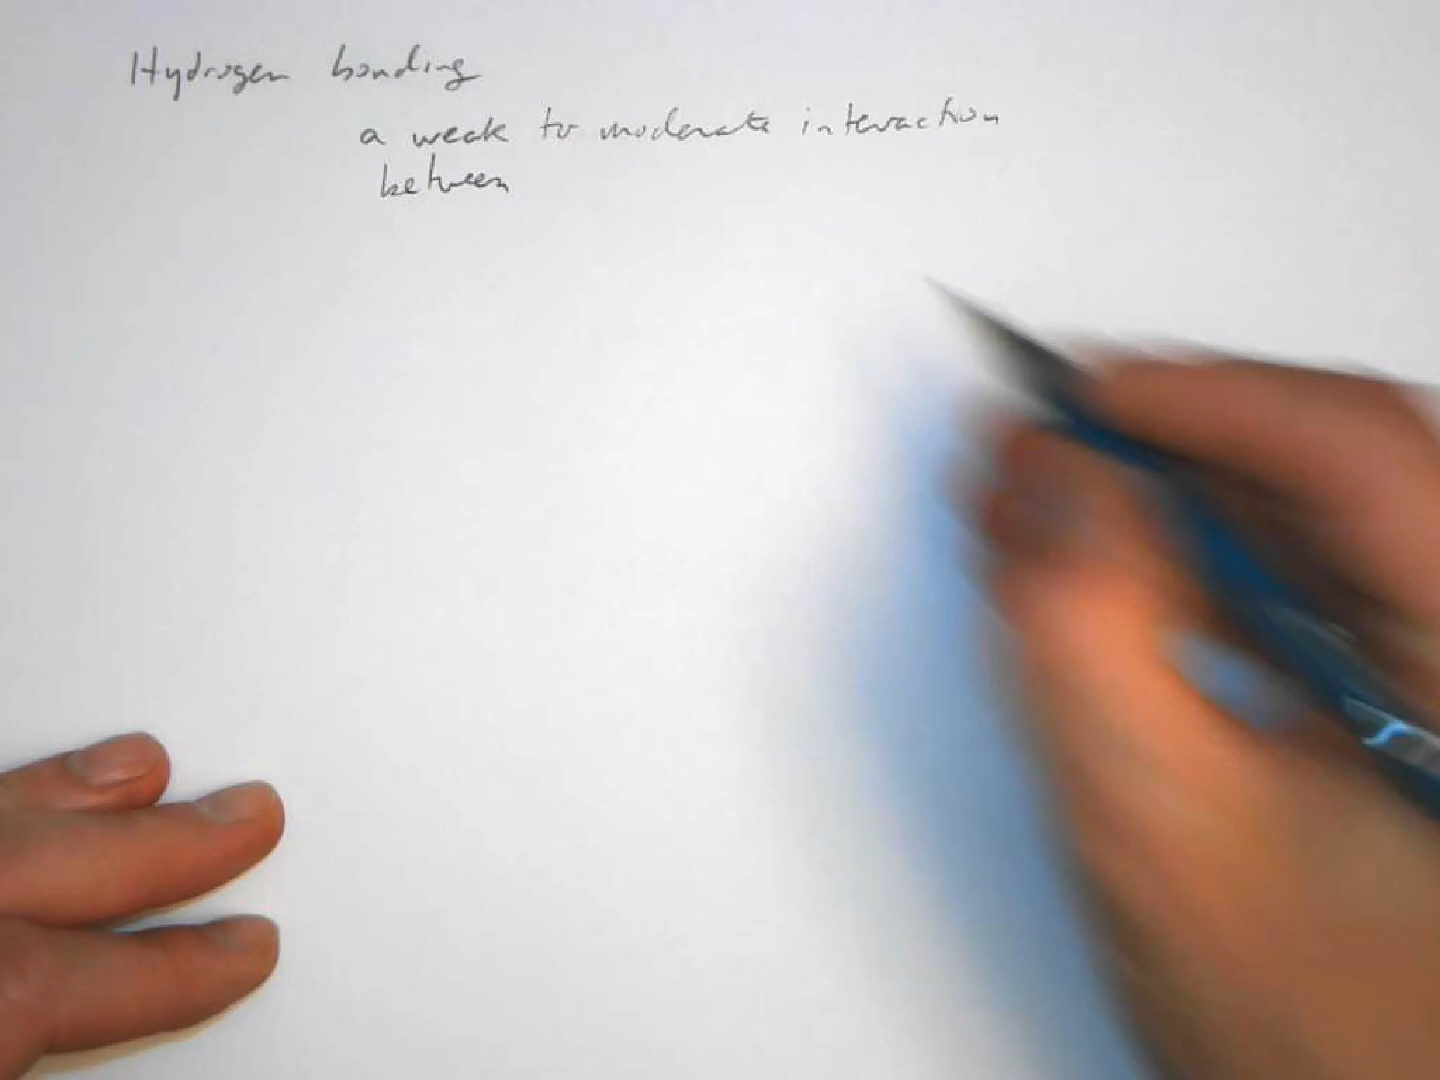 Hydrogen bonding
a weak to moderate interaction
between